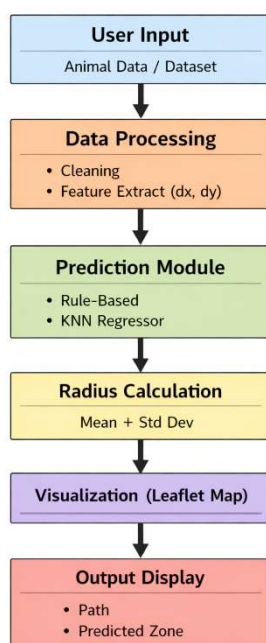 User Input
Animal Data / Dataset
Data Processing
• Cleaning
• Feature Extract (dx, dy)
Prediction Module
• Rule-Based
• KNN Regressor
Radius Calculation
Mean + Std Dev
Visualization (Leaflet Map)
Output Display
• Path
• Predicted Zone